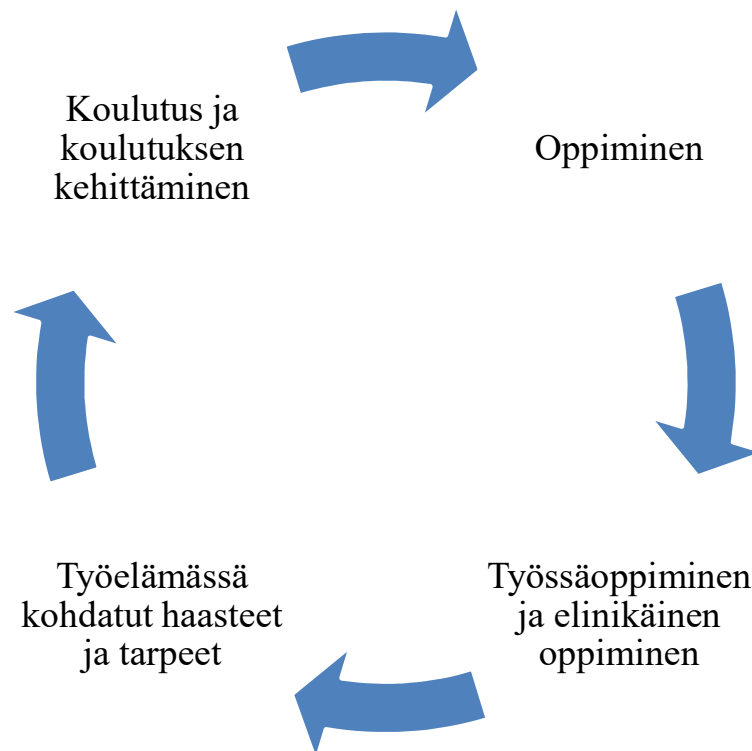 Koulutus ja
koulutuksen
kehittäminen
Oppiminen
Työssäoppiminen
ja elinikäinen
oppiminen
Työelämässä
kohdatut haasteet
ja tarpeet